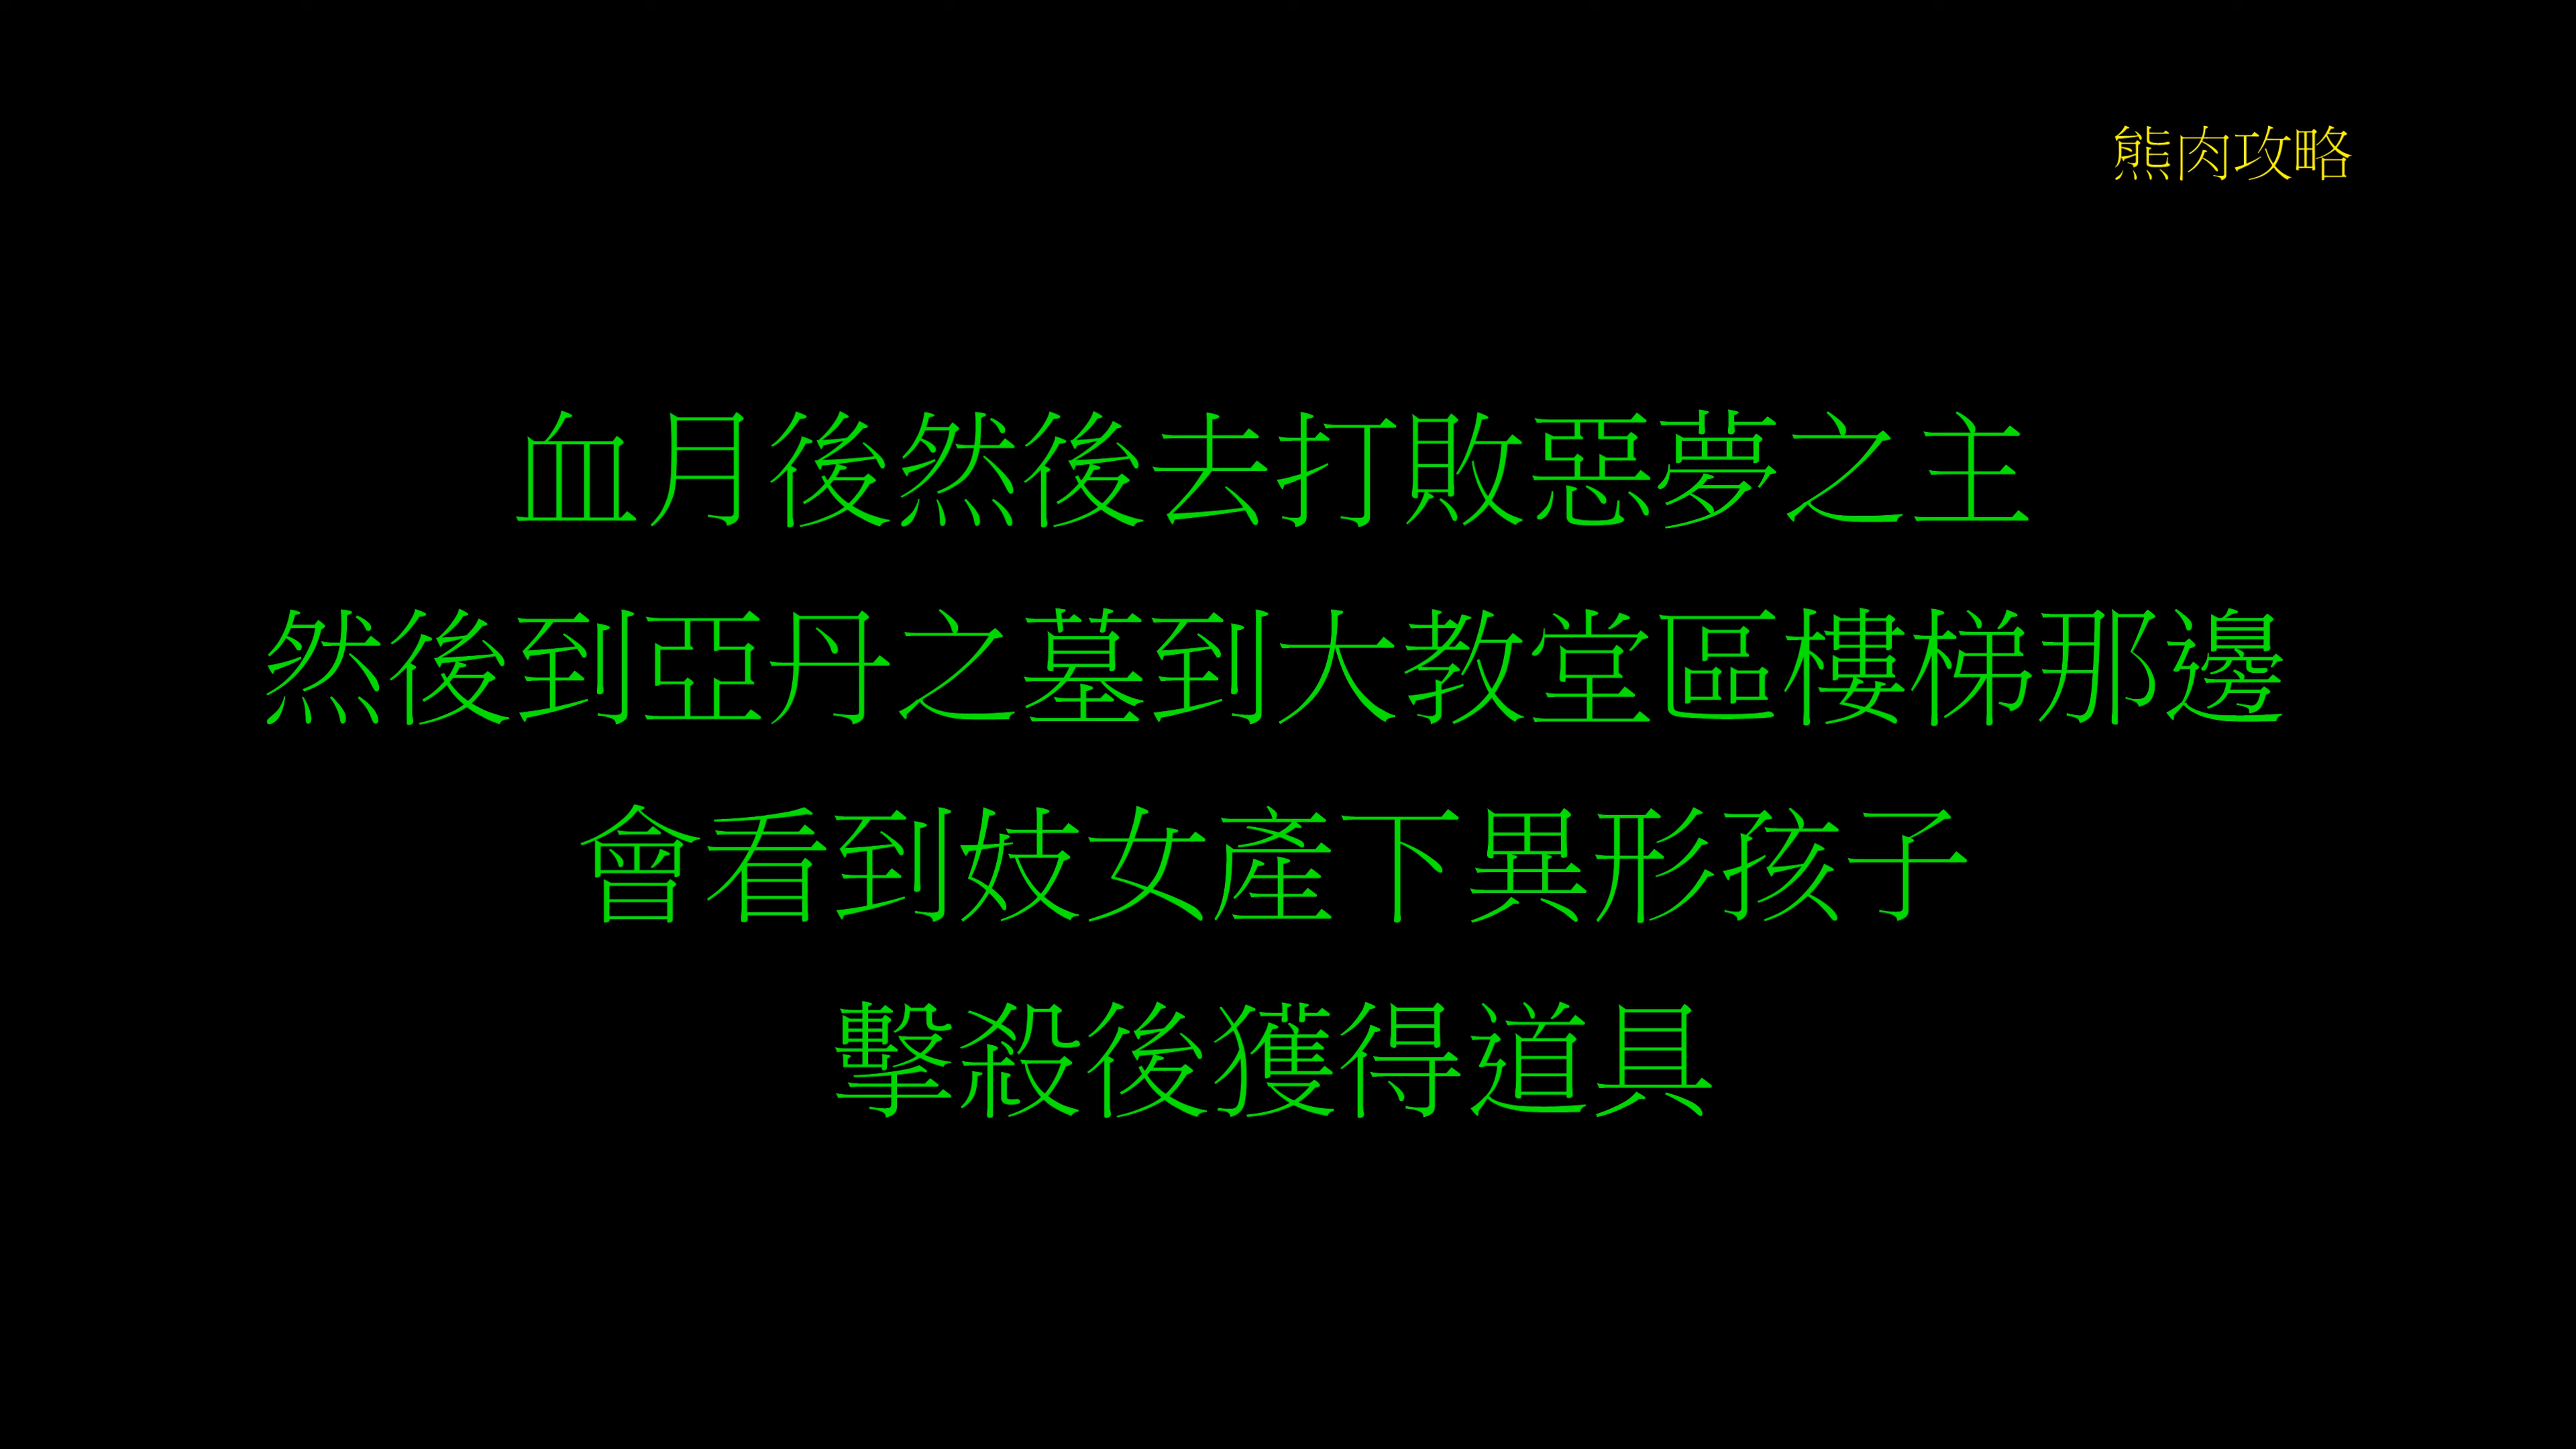 熊肉攻略
血月後然後去打敗惡夢之主
然後到亞丹之墓到大教堂區樓梯那邊
會看到妓女產下異形孩子
擊殺後獲得道具